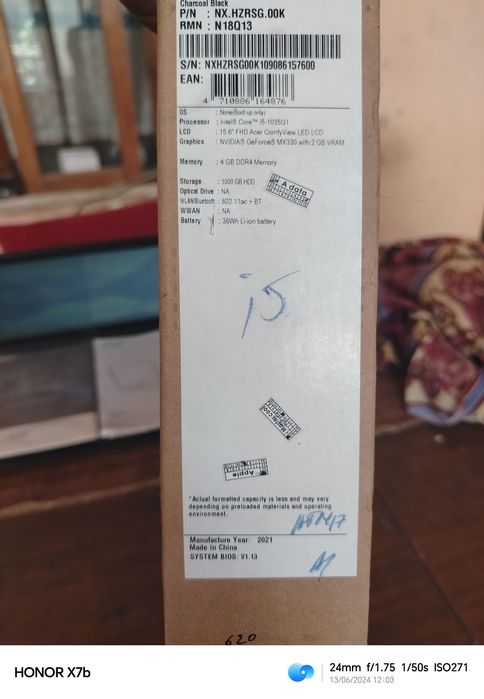 Charcoal Black
P/N : NX.HZRSG.00K
RMN : N18Q13
S/N: NXHZRSG00K109086157600
EAN:
4 710886 164876
OS : None(Boot up only)
Processor : Intel® Core™ i5-1035G1
LCD : 15.6" FHD Acer ComfyView LED LCD
Graphics : NVIDIA® GeForce® MX330 with 2 GB VRAM
Memory : 4 GB DDR4 Memory
Storage : 1000 GB HDD
A data
Optical Drive : NA
WLAN/Bluetooth : 802.11ac + BT
WWAN : NA
Battery : 36Wh Li-ion battery
i5
Apple
*Actual formatted capacity is less and may vary
depending on preloaded materials and operating
environment.
Manufacture Year: 2021
Made in China
SYSTEM BIOS: V1.13
620
HONOR X7b
24mm f/1.75 1/50s ISO271
13/06/2024 12:03